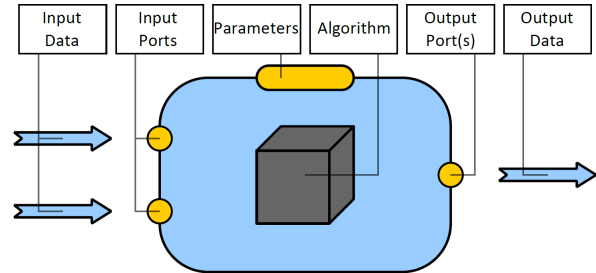 Input
Data
Input
Ports
Parameters
Algorithm
Output
Port(s)
Output
Data